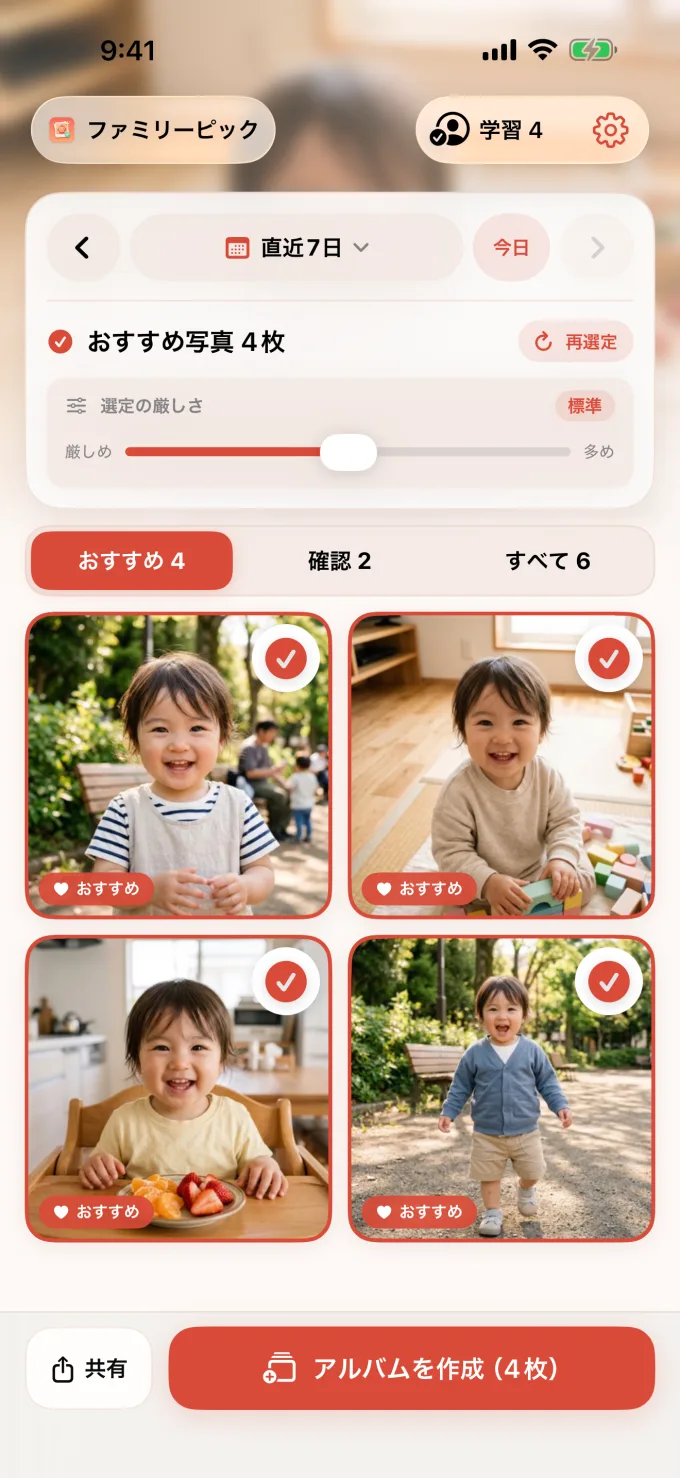 9:41
ファミリーピック
学習 4
直近7日
今日
おすすめ写真 4枚
再選定
選定の厳しさ
標準
厳しめ
多め
おすすめ 4
確認 2
すべて 6
おすすめ
おすすめ
おすすめ
おすすめ
共有
アルバムを作成（4枚）